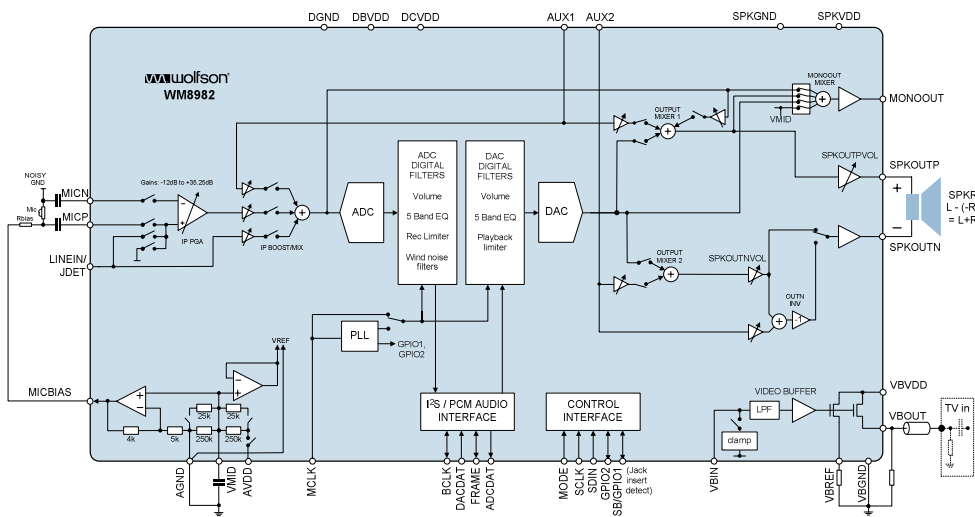 DGND
DBVDD
DCVDD
AUX1
AUX2
SPKGND
SPKVDD
wolfson
WM8982
MONOOUT
MIXER
MONOOUT
VMID
OUTPUT
MIXER 1
ADC
DIGITAL
FILTERS
Volume
5 Band EQ
Rec Limiter
Wind noise
filters
DAC
DIGITAL
FILTERS
Volume
5 Band EQ
Playback
limiter
NOISY
GND
MICN
Mic
MICP
Rbias
Gains: -12dB to +35.25dB
IP PGA
IP BOOST/MIX
ADC
DAC
SPKOUTPVOL
SPKOUTP
SPKR
L - (-R)
= L+R
SPKOUTN
LINEIN/
JDET
OUTPUT
MIXER 2
SPKOUTNVOL
OUTN
INV
-1
PLL
GPIO1,
GPIO2
VREF
MICBIAS
25k
25k
4k
5k
250k
250k
I²S / PCM AUDIO
INTERFACE
CONTROL
INTERFACE
VIDEO BUFFER
LPF
clamp
VBVDD
VBOUT
TV in
AGND
VMID
AVDD
MCLK
BCLK
DACDAT
FRAME
ADCDAT
MODE
SCLK
SDIN
GPIO2
SB/GPIO1
(Jack
insert
detect)
VBIN
VBREF
VBGND